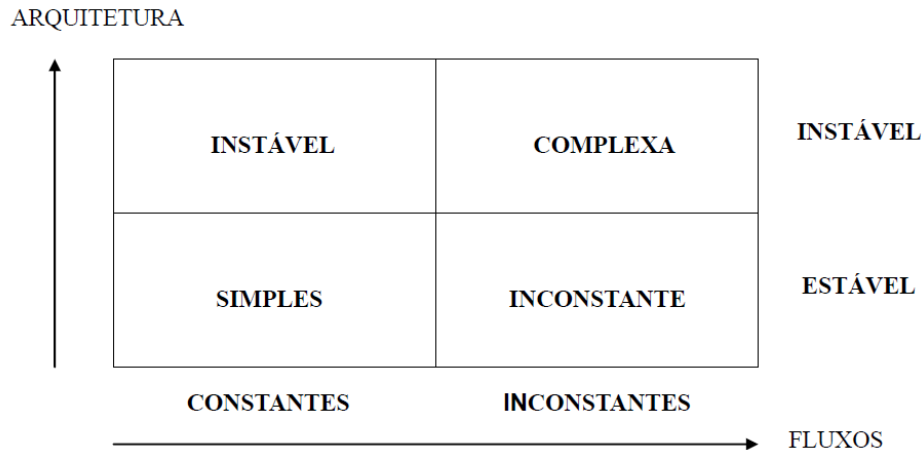 ARQUITETURA
INSTÁVEL COMPLEXA INSTÁVEL
SIMPLES INCONSTANTE ESTÁVEL
CONSTANTES INCONSTANTES
FLUXOS